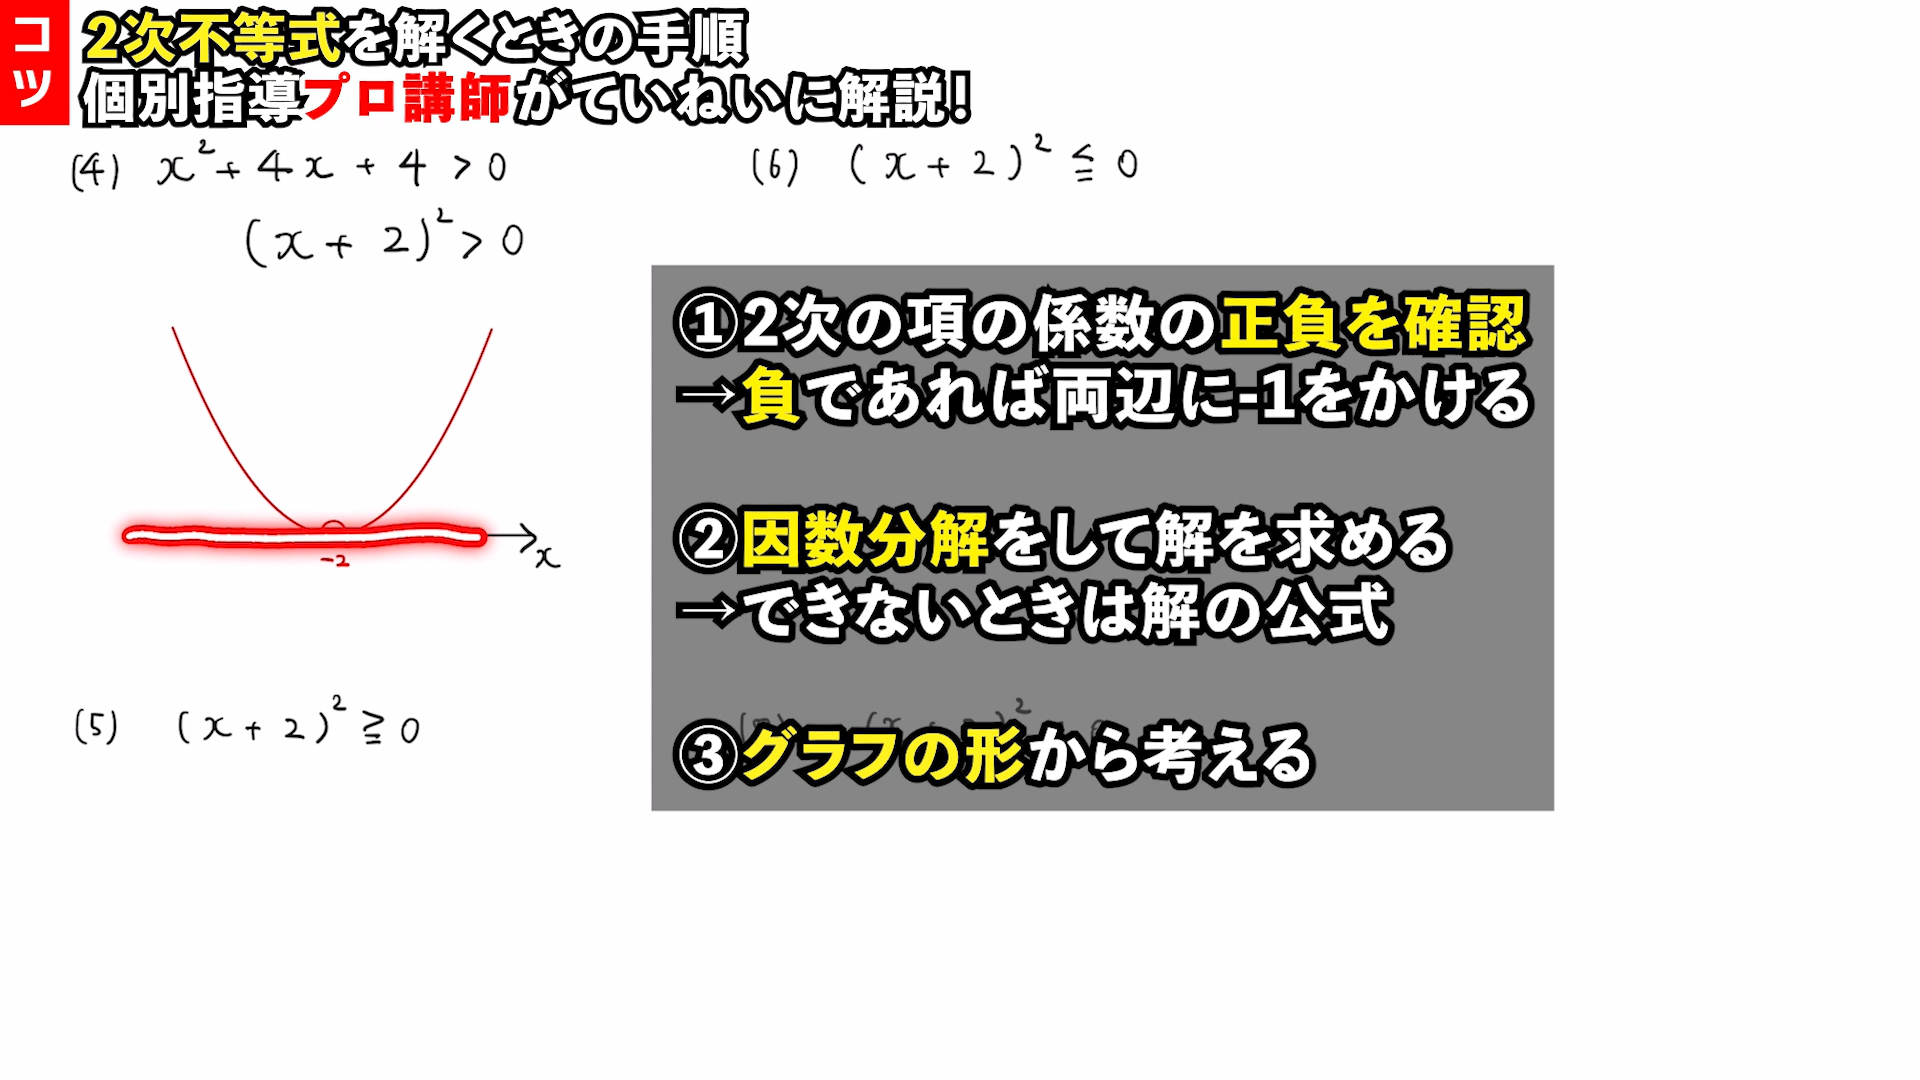 コツ
2次不等式を解くときの手順
個別指導プロ講師がていねいに解説!
(4) x²+4x+4>0
(x+2)²>0
-2
x
(5) (x+2)²≧0
(6) (x+2)²≦0
①2次の項の係数の正負を確認
→負であれば両辺に-1をかける
②因数分解をして解を求める
→できないときは解の公式
③グラフの形から考える